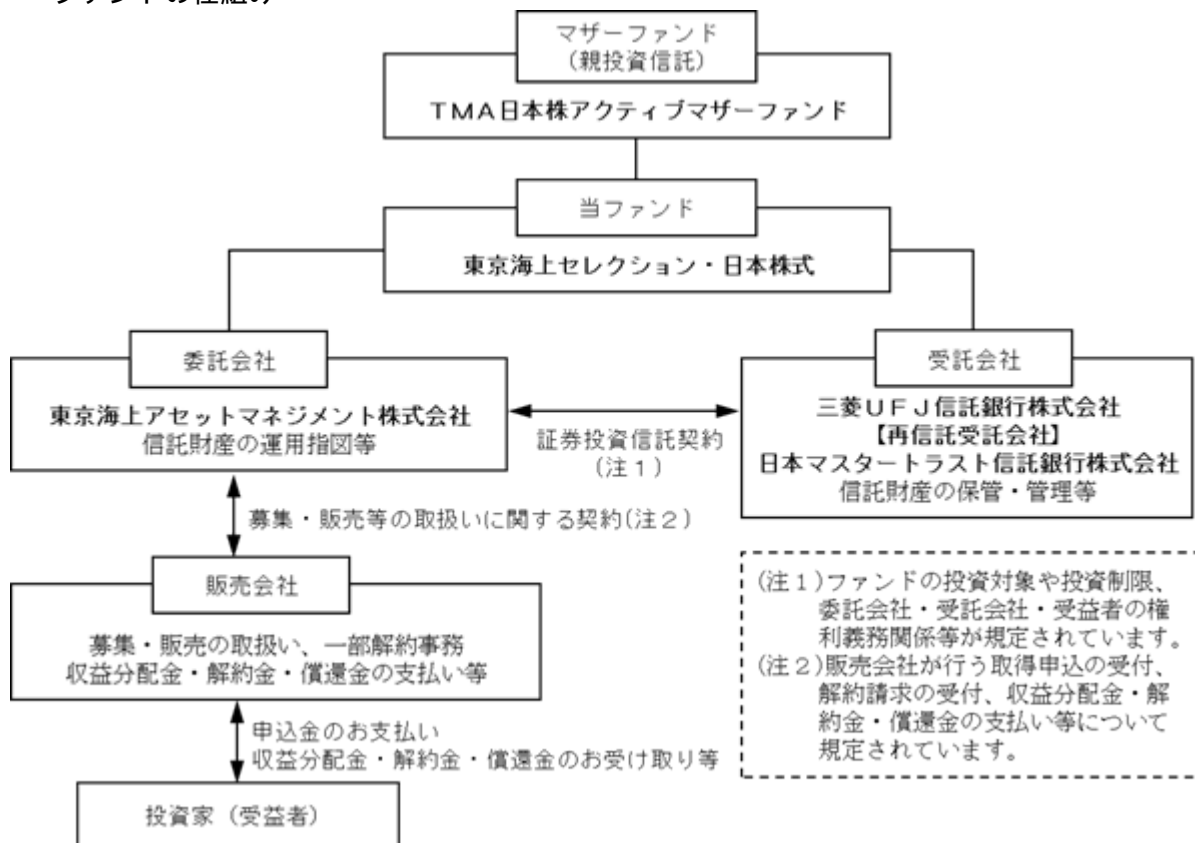 ファンドの仕組み
マザーファンド
(親投資信託)
ＴＭＡ日本株アクティブマザーファンド
当ファンド
東京海上セレクション・日本株式
委託会社
東京海上アセットマネジメント株式会社
信託財産の運用指図等
証券投資信託契約
(注１)
受託会社
三菱ＵＦＪ信託銀行株式会社
【再信託受託会社】
日本マスタートラスト信託銀行株式会社
信託財産の保管・管理等
募集・販売等の取扱いに関する契約(注２)
販売会社
募集・販売の取扱い、一部解約事務
収益分配金・解約金・償還金の支払い等
申込金のお支払い
収益分配金・解約金・償還金のお受け取り等
投資家（受益者）
(注１)ファンドの投資対象や投資制限、
委託会社・受託会社・受益者の権
利義務関係等が規定されています。
(注２)販売会社が行う取得申込の受付、
解約請求の受付、収益分配金・解
約金・償還金の支払い等について
規定されています。